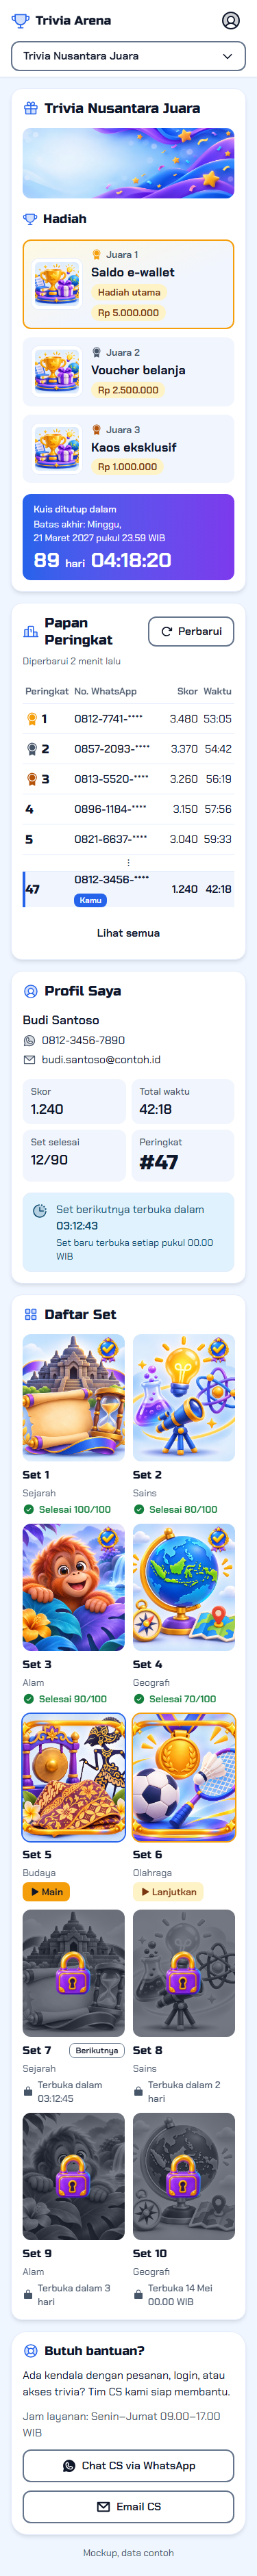 Trivia Arena
Trivia Nusantara Juara
Trivia Nusantara Juara
Hadiah
Juara 1
Saldo e-wallet
Hadiah utama
Rp 5.000.000
Juara 2
Voucher belanja
Rp 2.500.000
Juara 3
Kaos eksklusif
Rp 1.000.000
Kuis ditutup dalam
Batas akhir: Minggu,
21 Maret 2027 pukul 23.59 WIB
89 hari 04:18:20
Papan
Peringkat
Perbarui
Diperbarui 2 menit lalu
Peringkat No. WhatsApp Skor Waktu
1 0812-7741-**** 3.480 53:05
2 0857-2093-**** 3.370 54:42
3 0813-5520-**** 3.260 56:19
4 0896-1184-**** 3.150 57:56
5 0821-6637-**** 3.040 59:33
⋮
47 0812-3456-**** 1.240 42:18
Kamu
Lihat semua
Profil Saya
Budi Santoso
0812-3456-7890
budi.santoso@contoh.id
Skor
1.240
Total waktu
42:18
Set selesai
12/90
Peringkat
#47
Set berikutnya terbuka dalam
03:12:43
Set baru terbuka setiap pukul 00.00
WIB
Daftar Set
Set 1
Sejarah
Selesai 100/100
Set 2
Sains
Selesai 80/100
Set 3
Alam
Selesai 90/100
Set 4
Geografi
Selesai 70/100
Set 5
Budaya
Main
Set 6
Olahraga
Lanjutkan
Set 7
Berikutnya
Sejarah
Terbuka dalam
03:12:45
Set 8
Sains
Terbuka dalam 2
hari
Set 9
Alam
Terbuka dalam 3
hari
Set 10
Geografi
Terbuka 14 Mei
00.00 WIB
Butuh bantuan?
Ada kendala dengan pesanan, login, atau
akses trivia? Tim CS kami siap membantu.
Jam layanan: Senin–Jumat 09.00–17.00
WIB
Chat CS via WhatsApp
Email CS
Mockup, data contoh